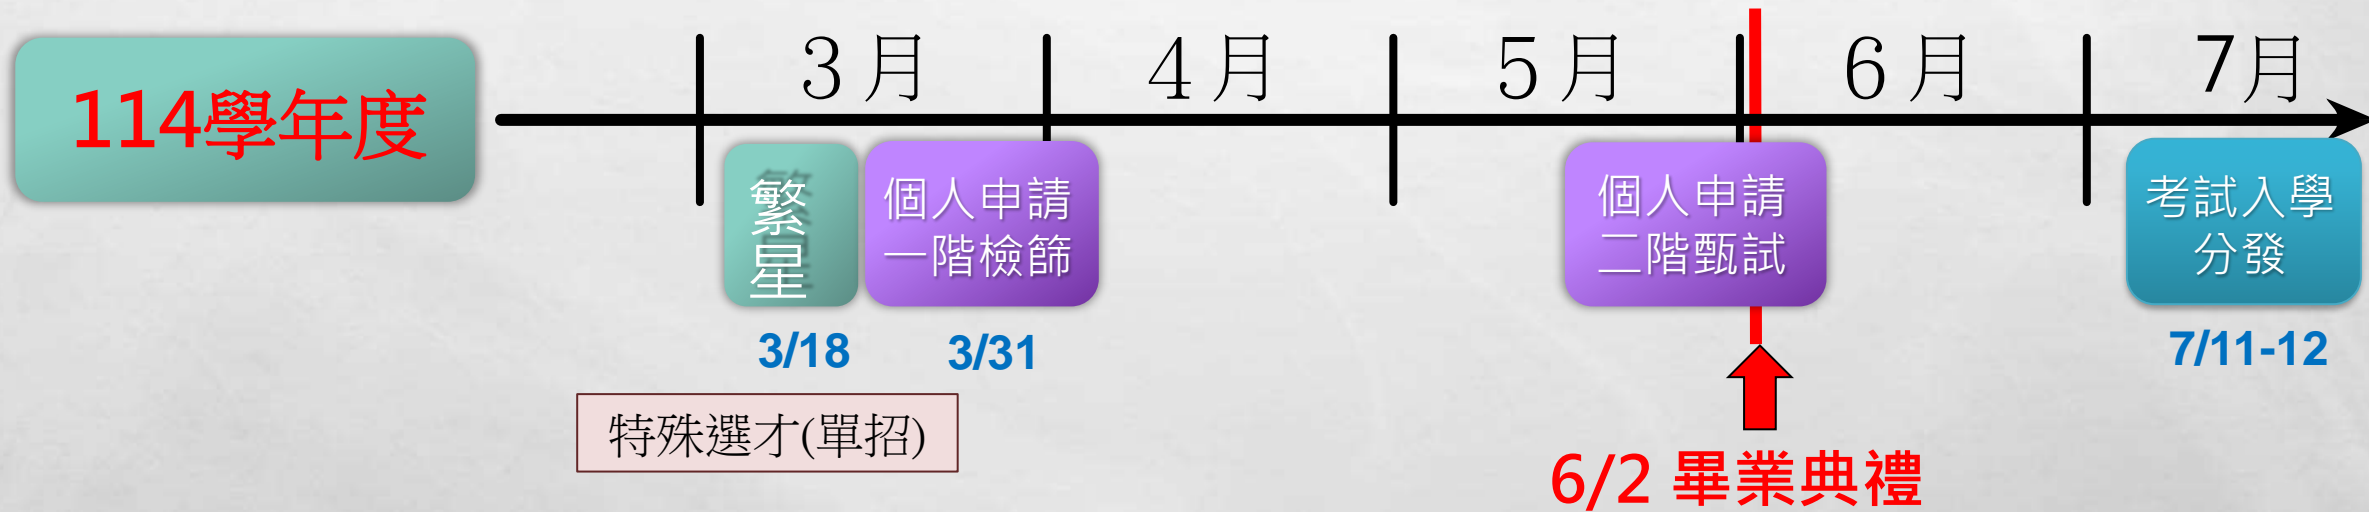 114學年度
3月
4月
5月
6月
7月
繁
星
個人申請
一階檢篩
個人申請
二階甄試
考試入學
分發
3/18
3/31
7/11-12
特殊選才(單招)
6/2 畢業典禮